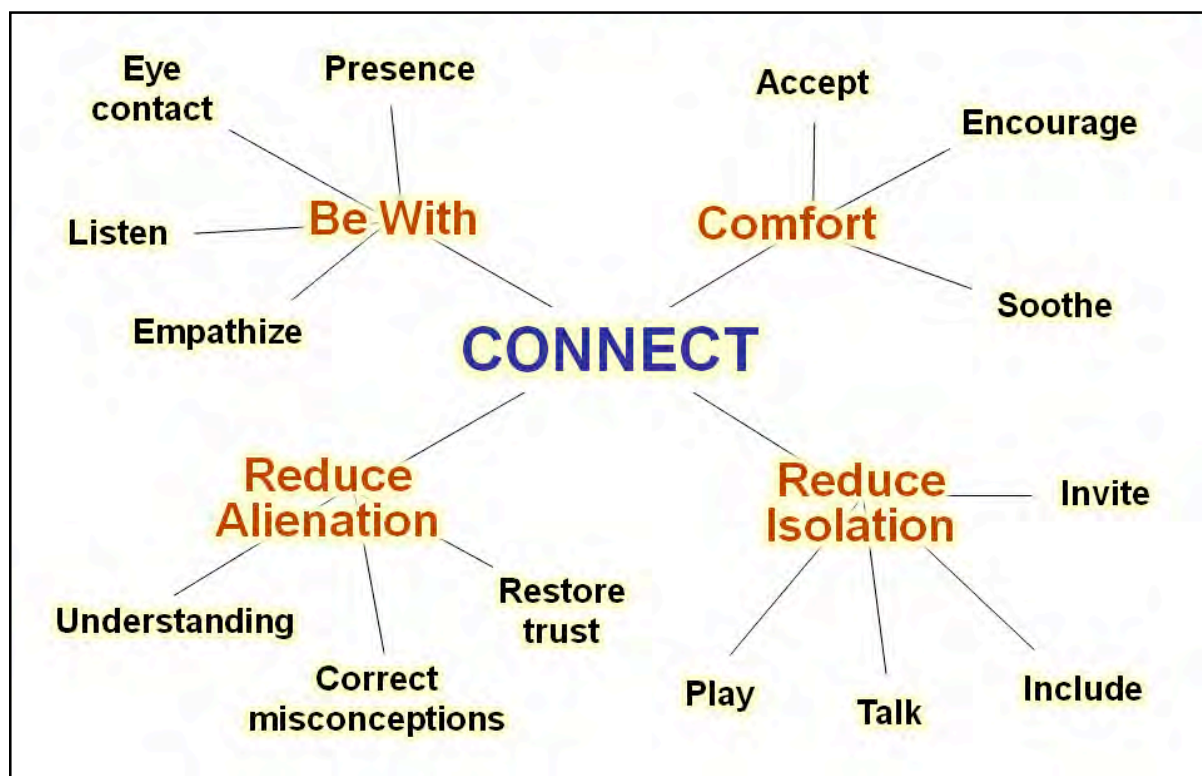 Eye
contact
Presence
Listen
Be With
Empathize
Accept
Encourage
Comfort
Soothe
CONNECT
Reduce
Alienation
Understanding
Correct
misconceptions
Restore
trust
Reduce
Isolation
Invite
Play
Talk
Include